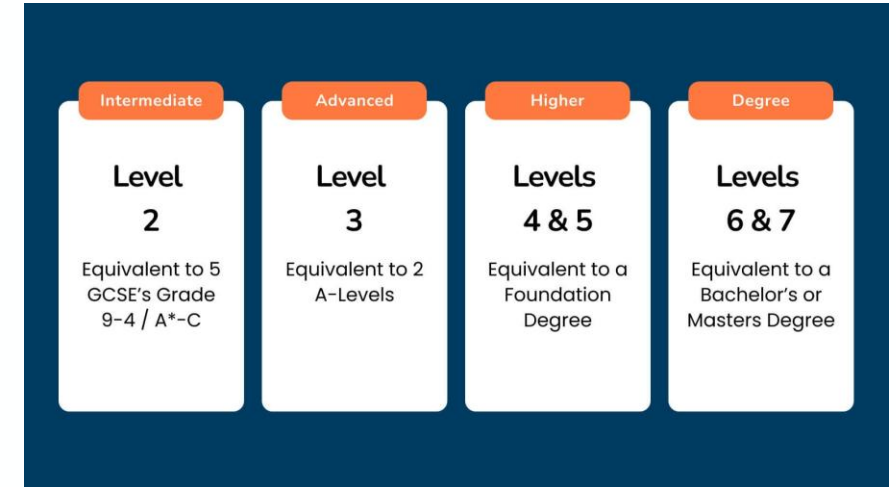 Intermediate
Level
2
Equivalent to 5
GCSE's Grade
9-4 / A*-C
Advanced
Level
3
Equivalent to 2
A-Levels
Higher
Levels
4 & 5
Equivalent to a
Foundation
Degree
Degree
Levels
6 & 7
Equivalent to a
Bachelor's or
Masters Degree